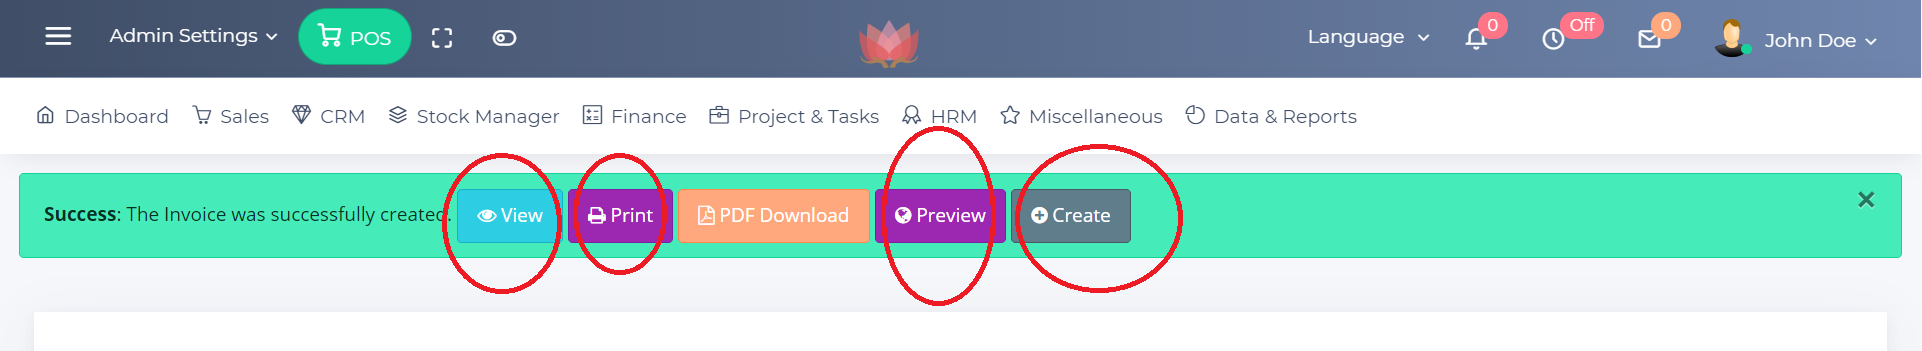 Admin Settings POS Language 0 Off 0 John Doe
Dashboard Sales CRM Stock Manager Finance Project & Tasks HRM Miscellaneous Data & Reports
Success: The Invoice was successfully created. View Print PDF Download Preview Create ×